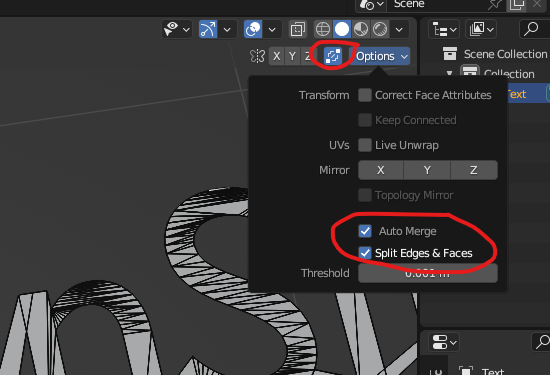 Scene
X Y Z Options
Scene Collection
Collection
Text
Transform Correct Face Attributes
Keep Connected
UVs Live Unwrap
Mirror X Y Z
Topology Mirror
Auto Merge
Split Edges & Faces
Threshold 0.001 m
Text